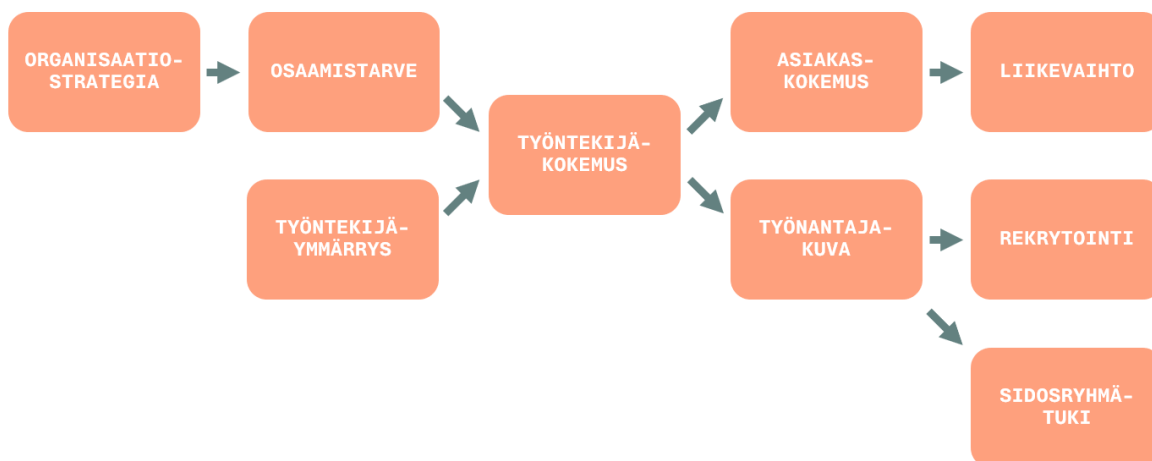 ORGANISAATIO-
STRATEGIA
OSAAMISTARVE
TYÖNTEKIJÄ-
YMMÄRRYS
TYÖNTEKIJÄ-
KOKEMUS
ASIAKAS-
KOKEMUS
LIIKEVAIHTO
TYÖNANTAJA-
KUVA
REKRYTOINTI
SIDOSRYHMÄ-
TUKI